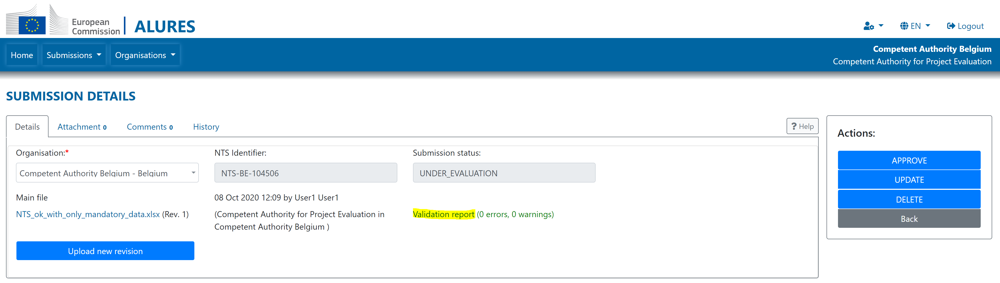 European
Commission
ALURES
EN
Logout
Home
Submissions
Organisations
Competent Authority Belgium
Competent Authority for Project Evaluation
SUBMISSION DETAILS
Details
Attachment 0
Comments 0
History
? Help
Actions:
Organisation:*
NTS Identifier:
Submission status:
Competent Authority Belgium - Belgium
NTS-BE-104506
UNDER_EVALUATION
APPROVE
UPDATE
DELETE
Back
Main file
08 Oct 2020 12:09 by User1 User1
NTS_ok_with_only_mandatory_data.xlsx (Rev. 1)
(Competent Authority for Project Evaluation in
Competent Authority Belgium )
Validation report (0 errors, 0 warnings)
Upload new revision